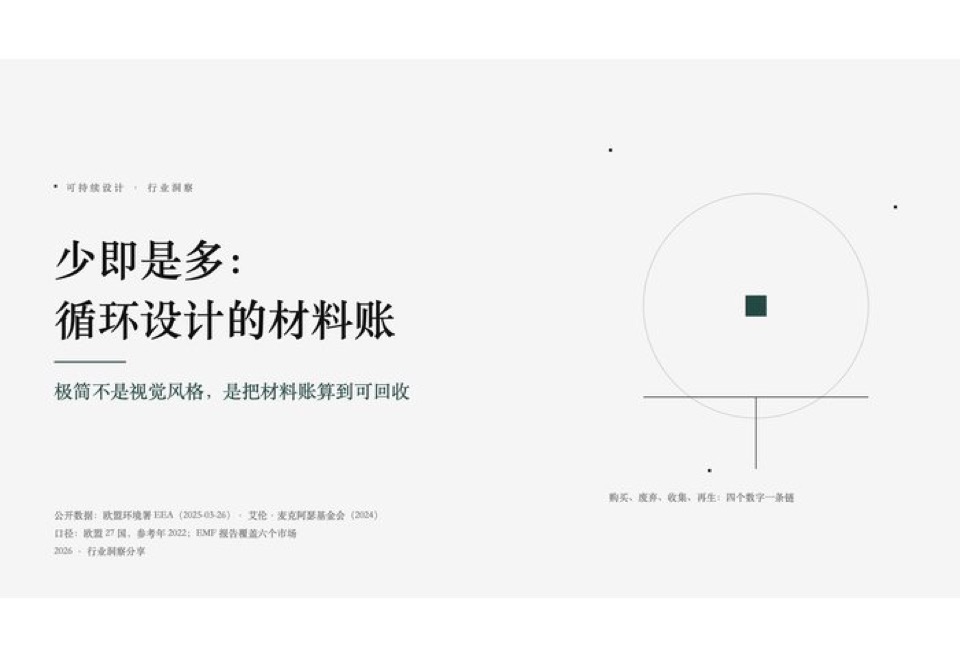 可持续设计 · 行业洞察
少即是多：
循环设计的材料账
极简不是视觉风格，是把材料账算到可回收
购买、废弃、收集、再生：四个数字一条链
公开数据：欧盟环境署 EEA（2025-03-26） · 艾伦·麦克阿瑟基金会（2024）
口径：欧盟 27 国，参考年 2022；EMF 报告覆盖六个市场
2026 · 行业洞察分享